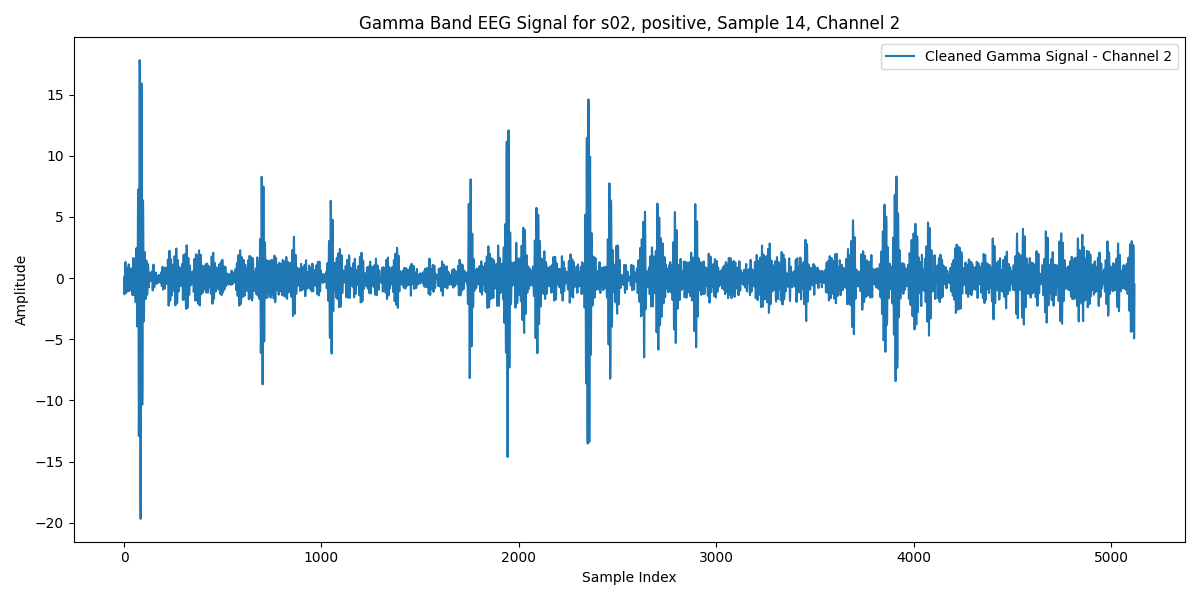 Gamma Band EEG Signal for s02, positive, Sample 14, Channel 2
Cleaned Gamma Signal - Channel 2
15
10
5
0
−5
−10
−15
−20
Amplitude
0 1000 2000 3000 4000 5000
Sample Index